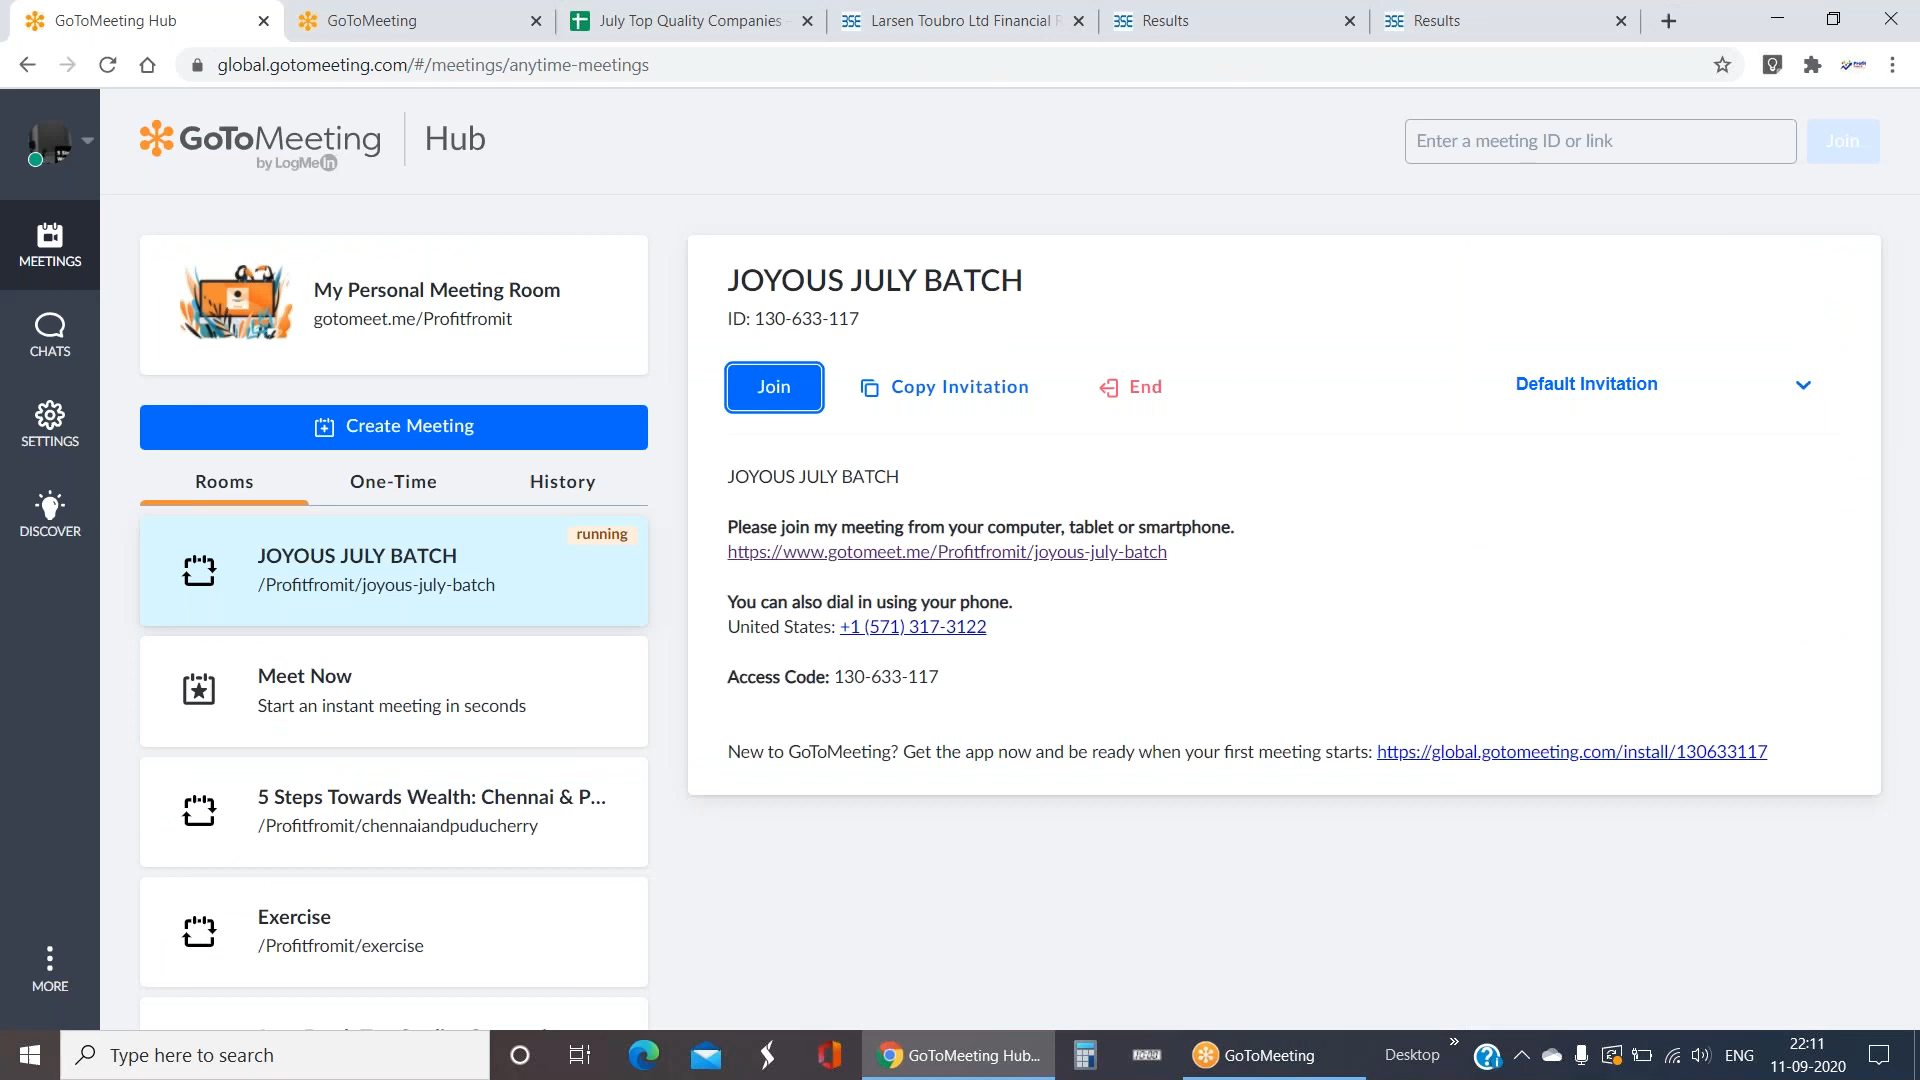 GoToMeeting Hub
GoToMeeting
July Top Quality Companies
Larsen Toubro Ltd Financial
Results
Results
global.gotomeeting.com/#/meetings/anytime-meetings
GoToMeeting Hub
by LogMeIn
Enter a meeting ID or link
Join
MEETINGS
CHATS
SETTINGS
DISCOVER
MORE
My Personal Meeting Room
gotomeet.me/Profitfromit
Create Meeting
Rooms
One-Time
History
running
JOYOUS JULY BATCH
/Profitfromit/joyous-july-batch
Meet Now
Start an instant meeting in seconds
5 Steps Towards Wealth: Chennai & P...
/Profitfromit/chennaiandpuducherry
Exercise
/Profitfromit/exercise
JOYOUS JULY BATCH
ID: 130-633-117
Join
Copy Invitation
End
Default Invitation
JOYOUS JULY BATCH
Please join my meeting from your computer, tablet or smartphone.
https://www.gotomeet.me/Profitfromit/joyous-july-batch
You can also dial in using your phone.
United States: +1 (571) 317-3122
Access Code: 130-633-117
New to GoToMeeting? Get the app now and be ready when your first meeting starts: https://global.gotomeeting.com/install/130633117
Type here to search
GoToMeeting Hub...
GoToMeeting
Desktop
ENG
22:11
11-09-2020